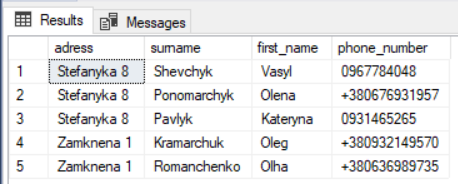 Results Messages
adress surname first_name phone_number
1 Stefanyka 8 Shevchyk Vasyl 0967784048
2 Stefanyka 8 Ponomarchyk Olena +380676931957
3 Stefanyka 8 Pavlyk Kateryna 0931465265
4 Zamknena 1 Kramarchuk Oleg +380932149570
5 Zamknena 1 Romanchenko Olha +380636989735